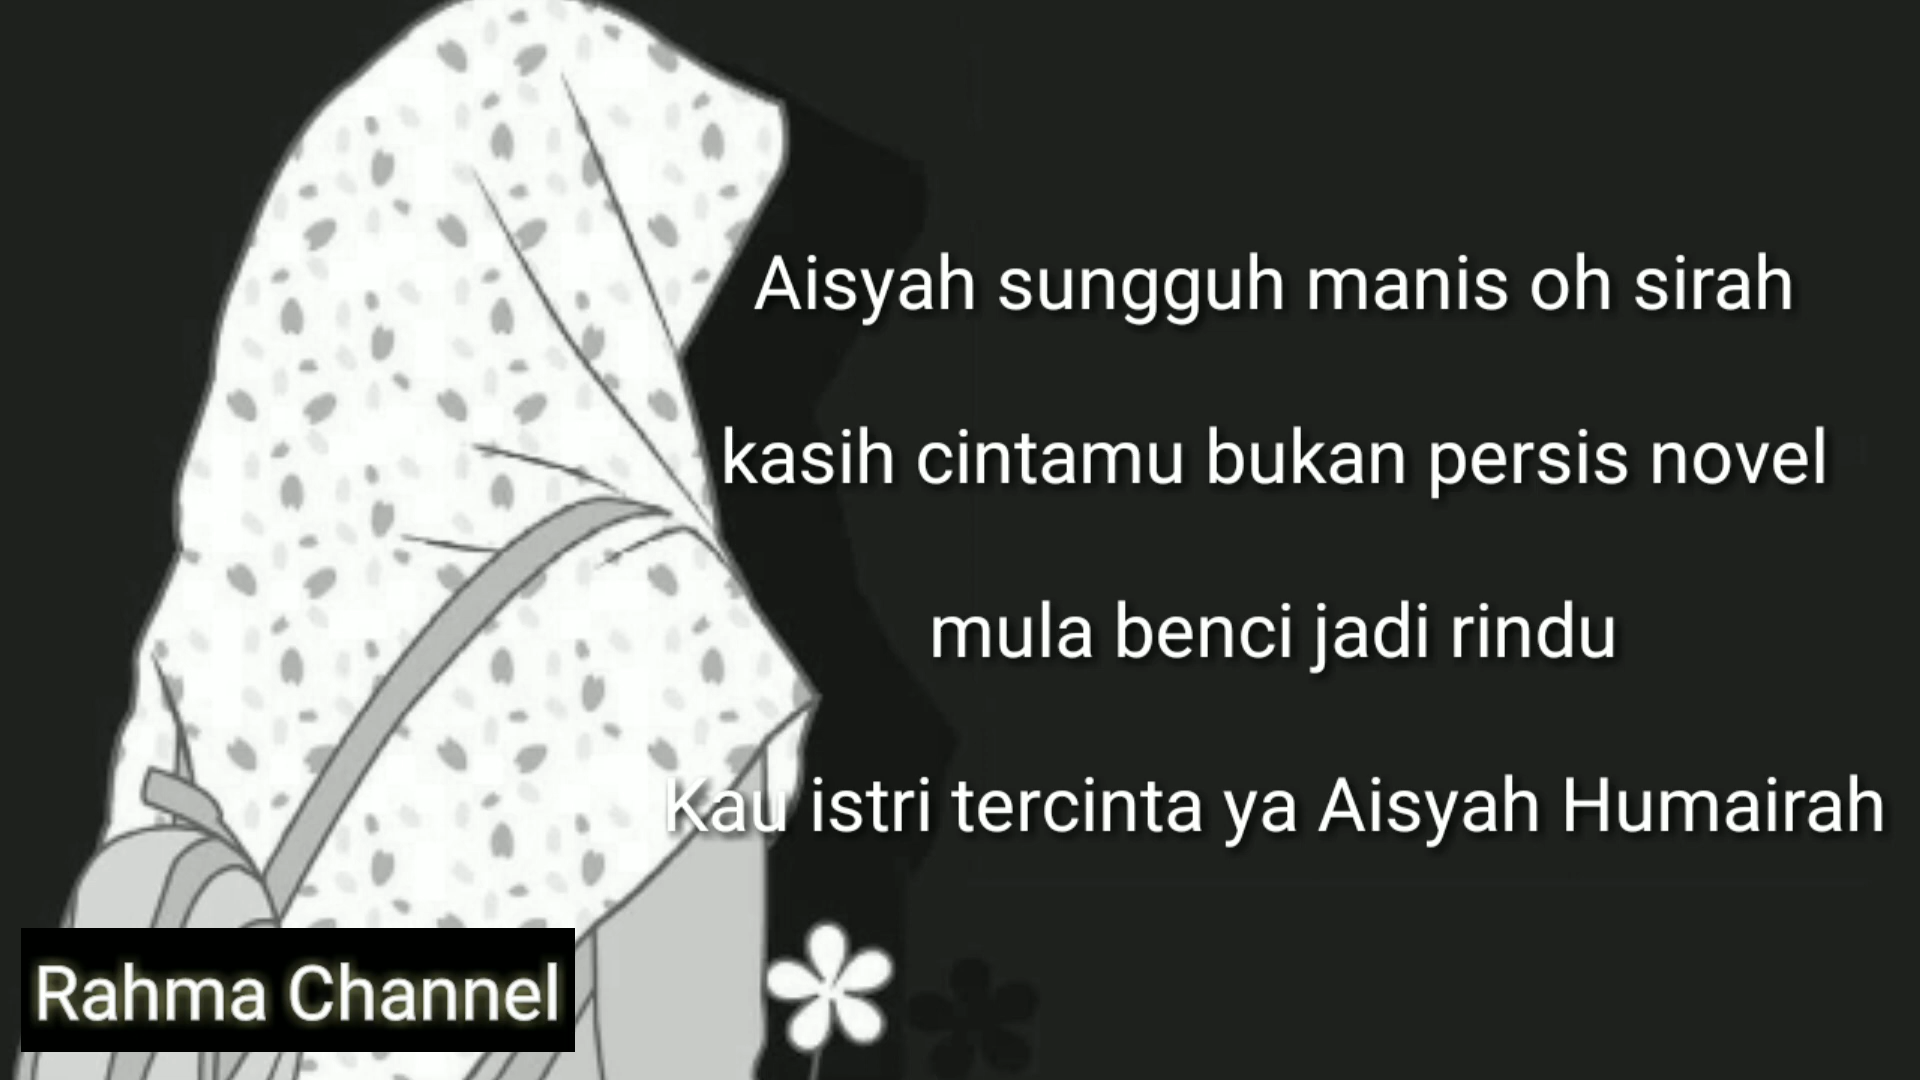 Aisyah sungguh manis oh sirah
kasih cintamu bukan persis novel
mula benci jadi rindu
Kau istri tercinta ya Aisyah Humairah
Rahma Channel